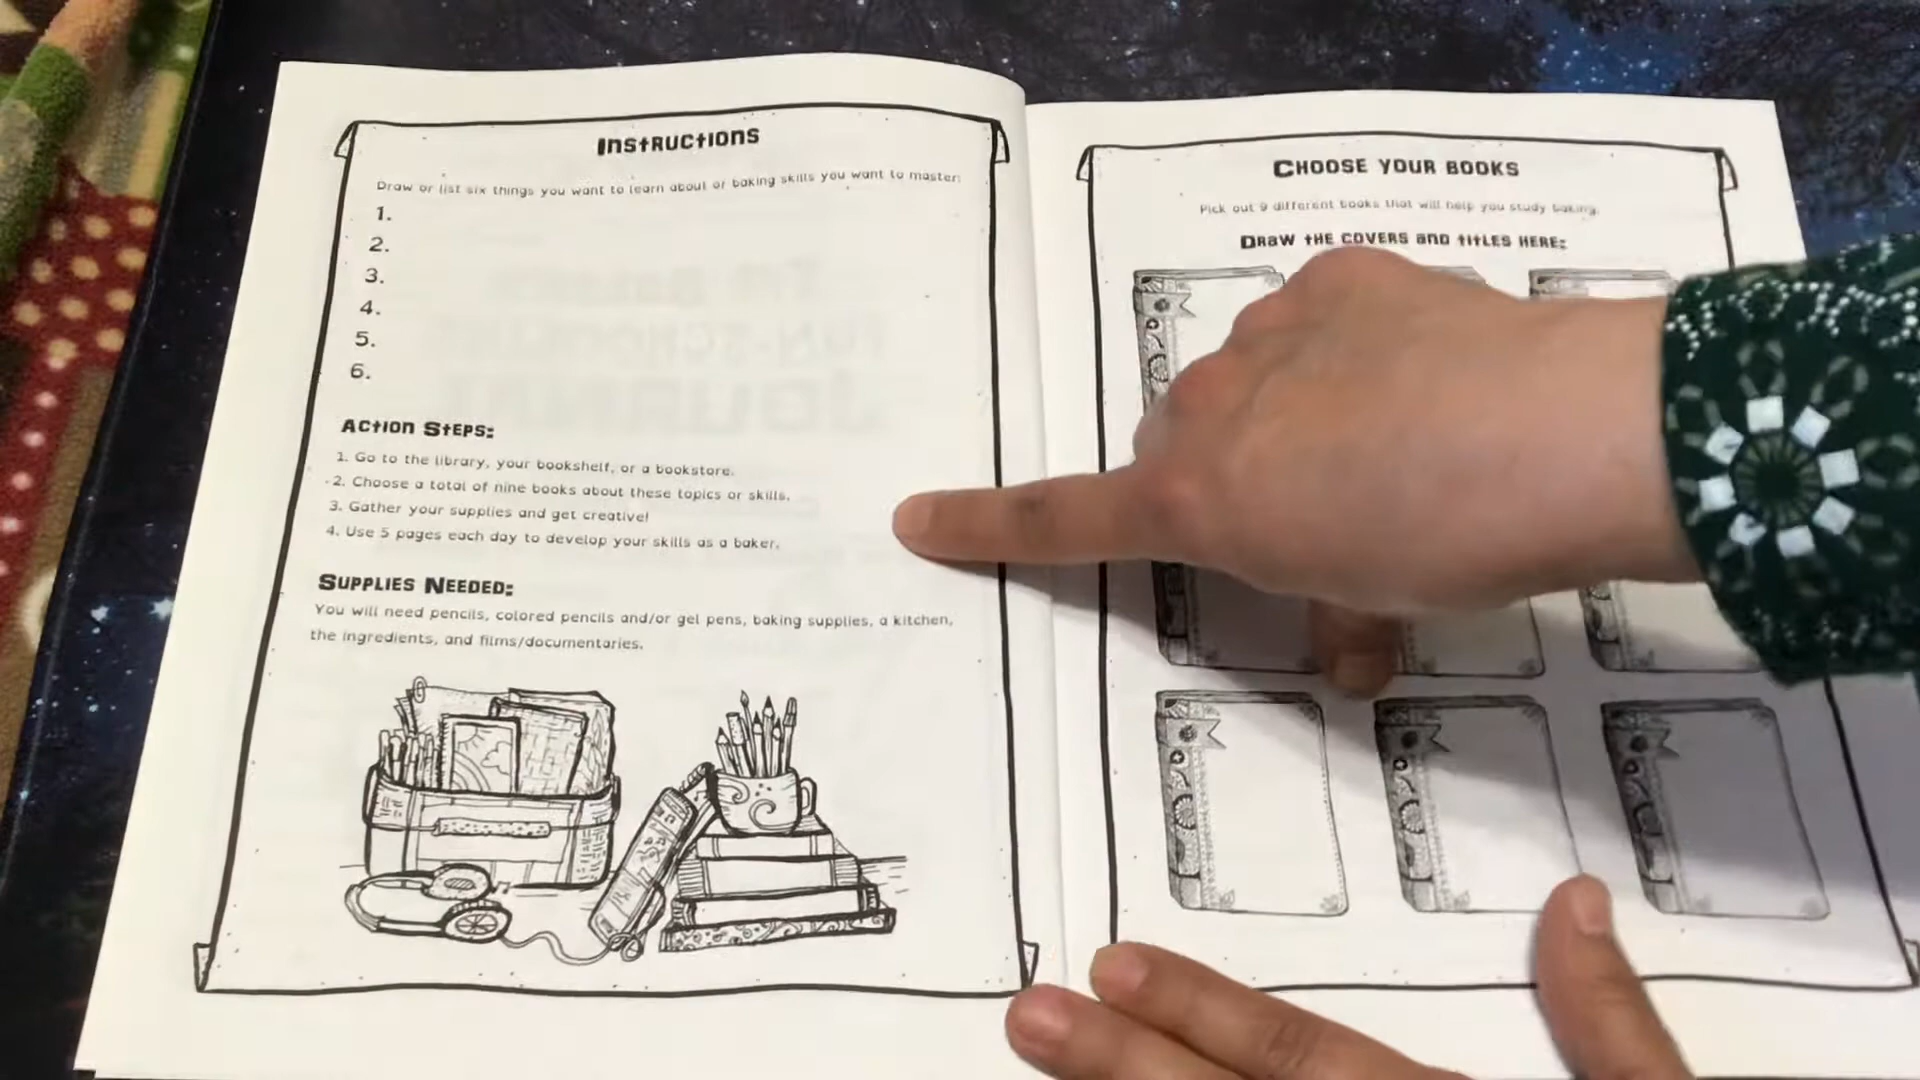 Instructions
Draw or list six things you want to learn about or baking skills you want to master:
1.
2.
3.
4.
5.
6.
Action Steps:
1. Go to the library, your bookshelf, or a bookstore.
2. Choose a total of nine books about these topics or skills.
3. Gather your supplies and get creative!
4. Use 5 pages each day to develop your skills as a baker.
Supplies Needed:
You will need pencils, colored pencils and/or gel pens, baking supplies, a kitchen,
the ingredients, and films/documentaries.
Choose your books
Pick out 9 different books that will help you study baking.
Draw the covers and titles here: